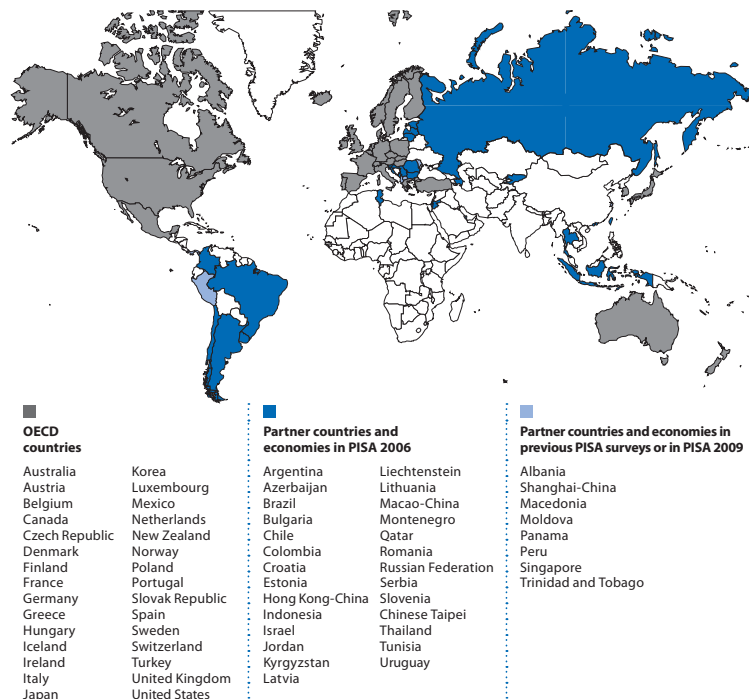 OECD
countries
Australia
Austria
Belgium
Canada
Czech Republic
Denmark
Finland
France
Germany
Greece
Hungary
Iceland
Ireland
Italy
Japan
Korea
Luxembourg
Mexico
Netherlands
New Zealand
Norway
Poland
Portugal
Slovak Republic
Spain
Sweden
Switzerland
Turkey
United Kingdom
United States
Partner countries and
economies in PISA 2006
Argentina
Azerbaijan
Brazil
Bulgaria
Chile
Colombia
Croatia
Estonia
Hong Kong-China
Indonesia
Israel
Jordan
Kyrgyzstan
Latvia
Liechtenstein
Lithuania
Macao-China
Montenegro
Qatar
Romania
Russian Federation
Serbia
Slovenia
Chinese Taipei
Thailand
Tunisia
Uruguay
Partner countries and economies in
previous PISA surveys or in PISA 2009
Albania
Shanghai-China
Macedonia
Moldova
Panama
Peru
Singapore
Trinidad and Tobago